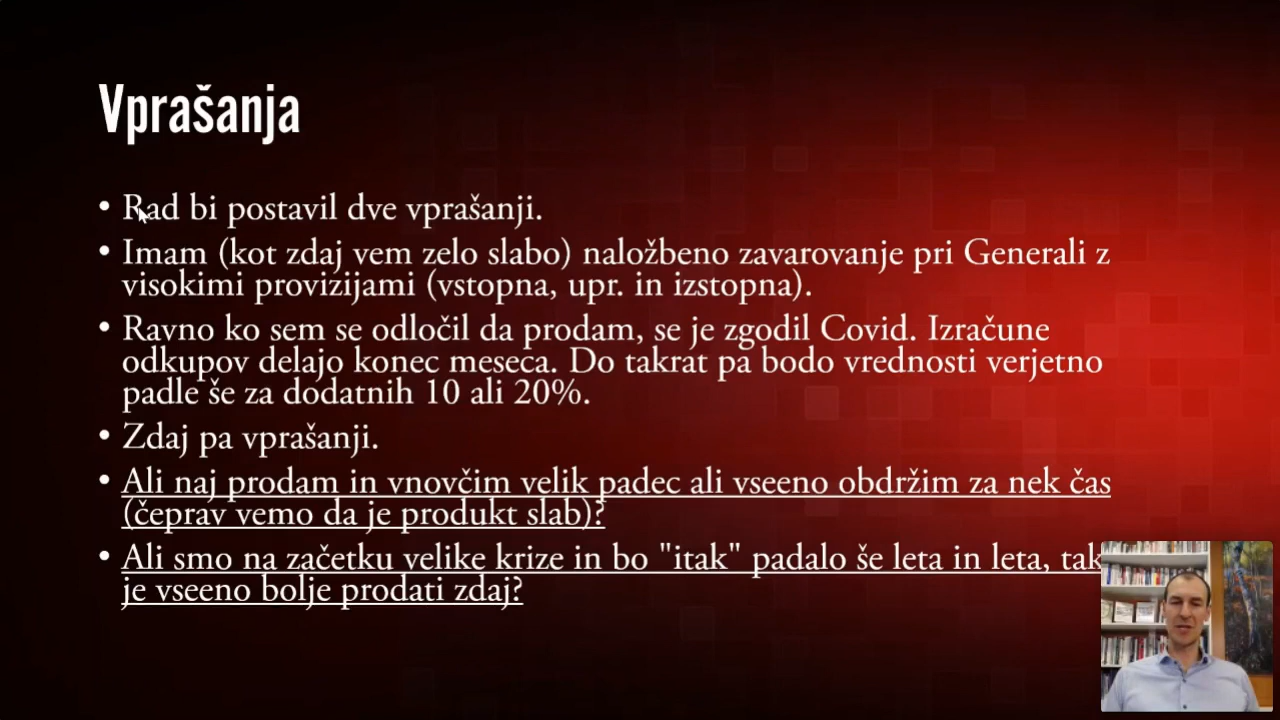 Vprašanja
• Rad bi postavil dve vprašanji.
• Imam (kot zdaj vem zelo slabo) naložbeno zavarovanje pri Generali z
visokimi provizijami (vstopna, upr. in izstopna).
• Ravno ko sem se odločil da prodam, se je zgodil Covid. Izračune
odkupov delajo konec meseca. Do takrat pa bodo vrednosti verjetno
padle še za dodatnih 10 ali 20%.
• Zdaj pa vprašanji.
• Ali naj prodam in vnovčim velik padec ali vseeno obdržim za nek čas
(čeprav vemo da je produkt slab)?
• Ali smo na začetku velike krize in bo "itak" padalo še leta in leta, tak
je vseeno bolje prodati zdaj?